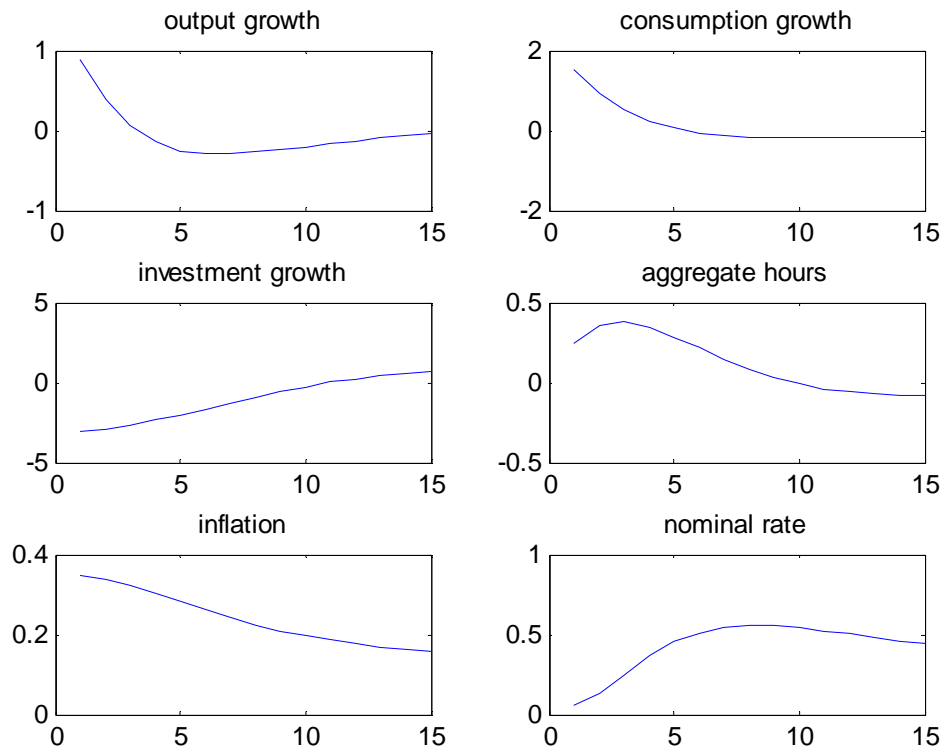 output growth
1
0
-1
0 5 10 15
consumption growth
2
0
-2
0 5 10 15
investment growth
5
0
-5
0 5 10 15
aggregate hours
0.5
0
-0.5
0 5 10 15
inflation
0.4
0.2
0
0 5 10 15
nominal rate
1
0.5
0
0 5 10 15